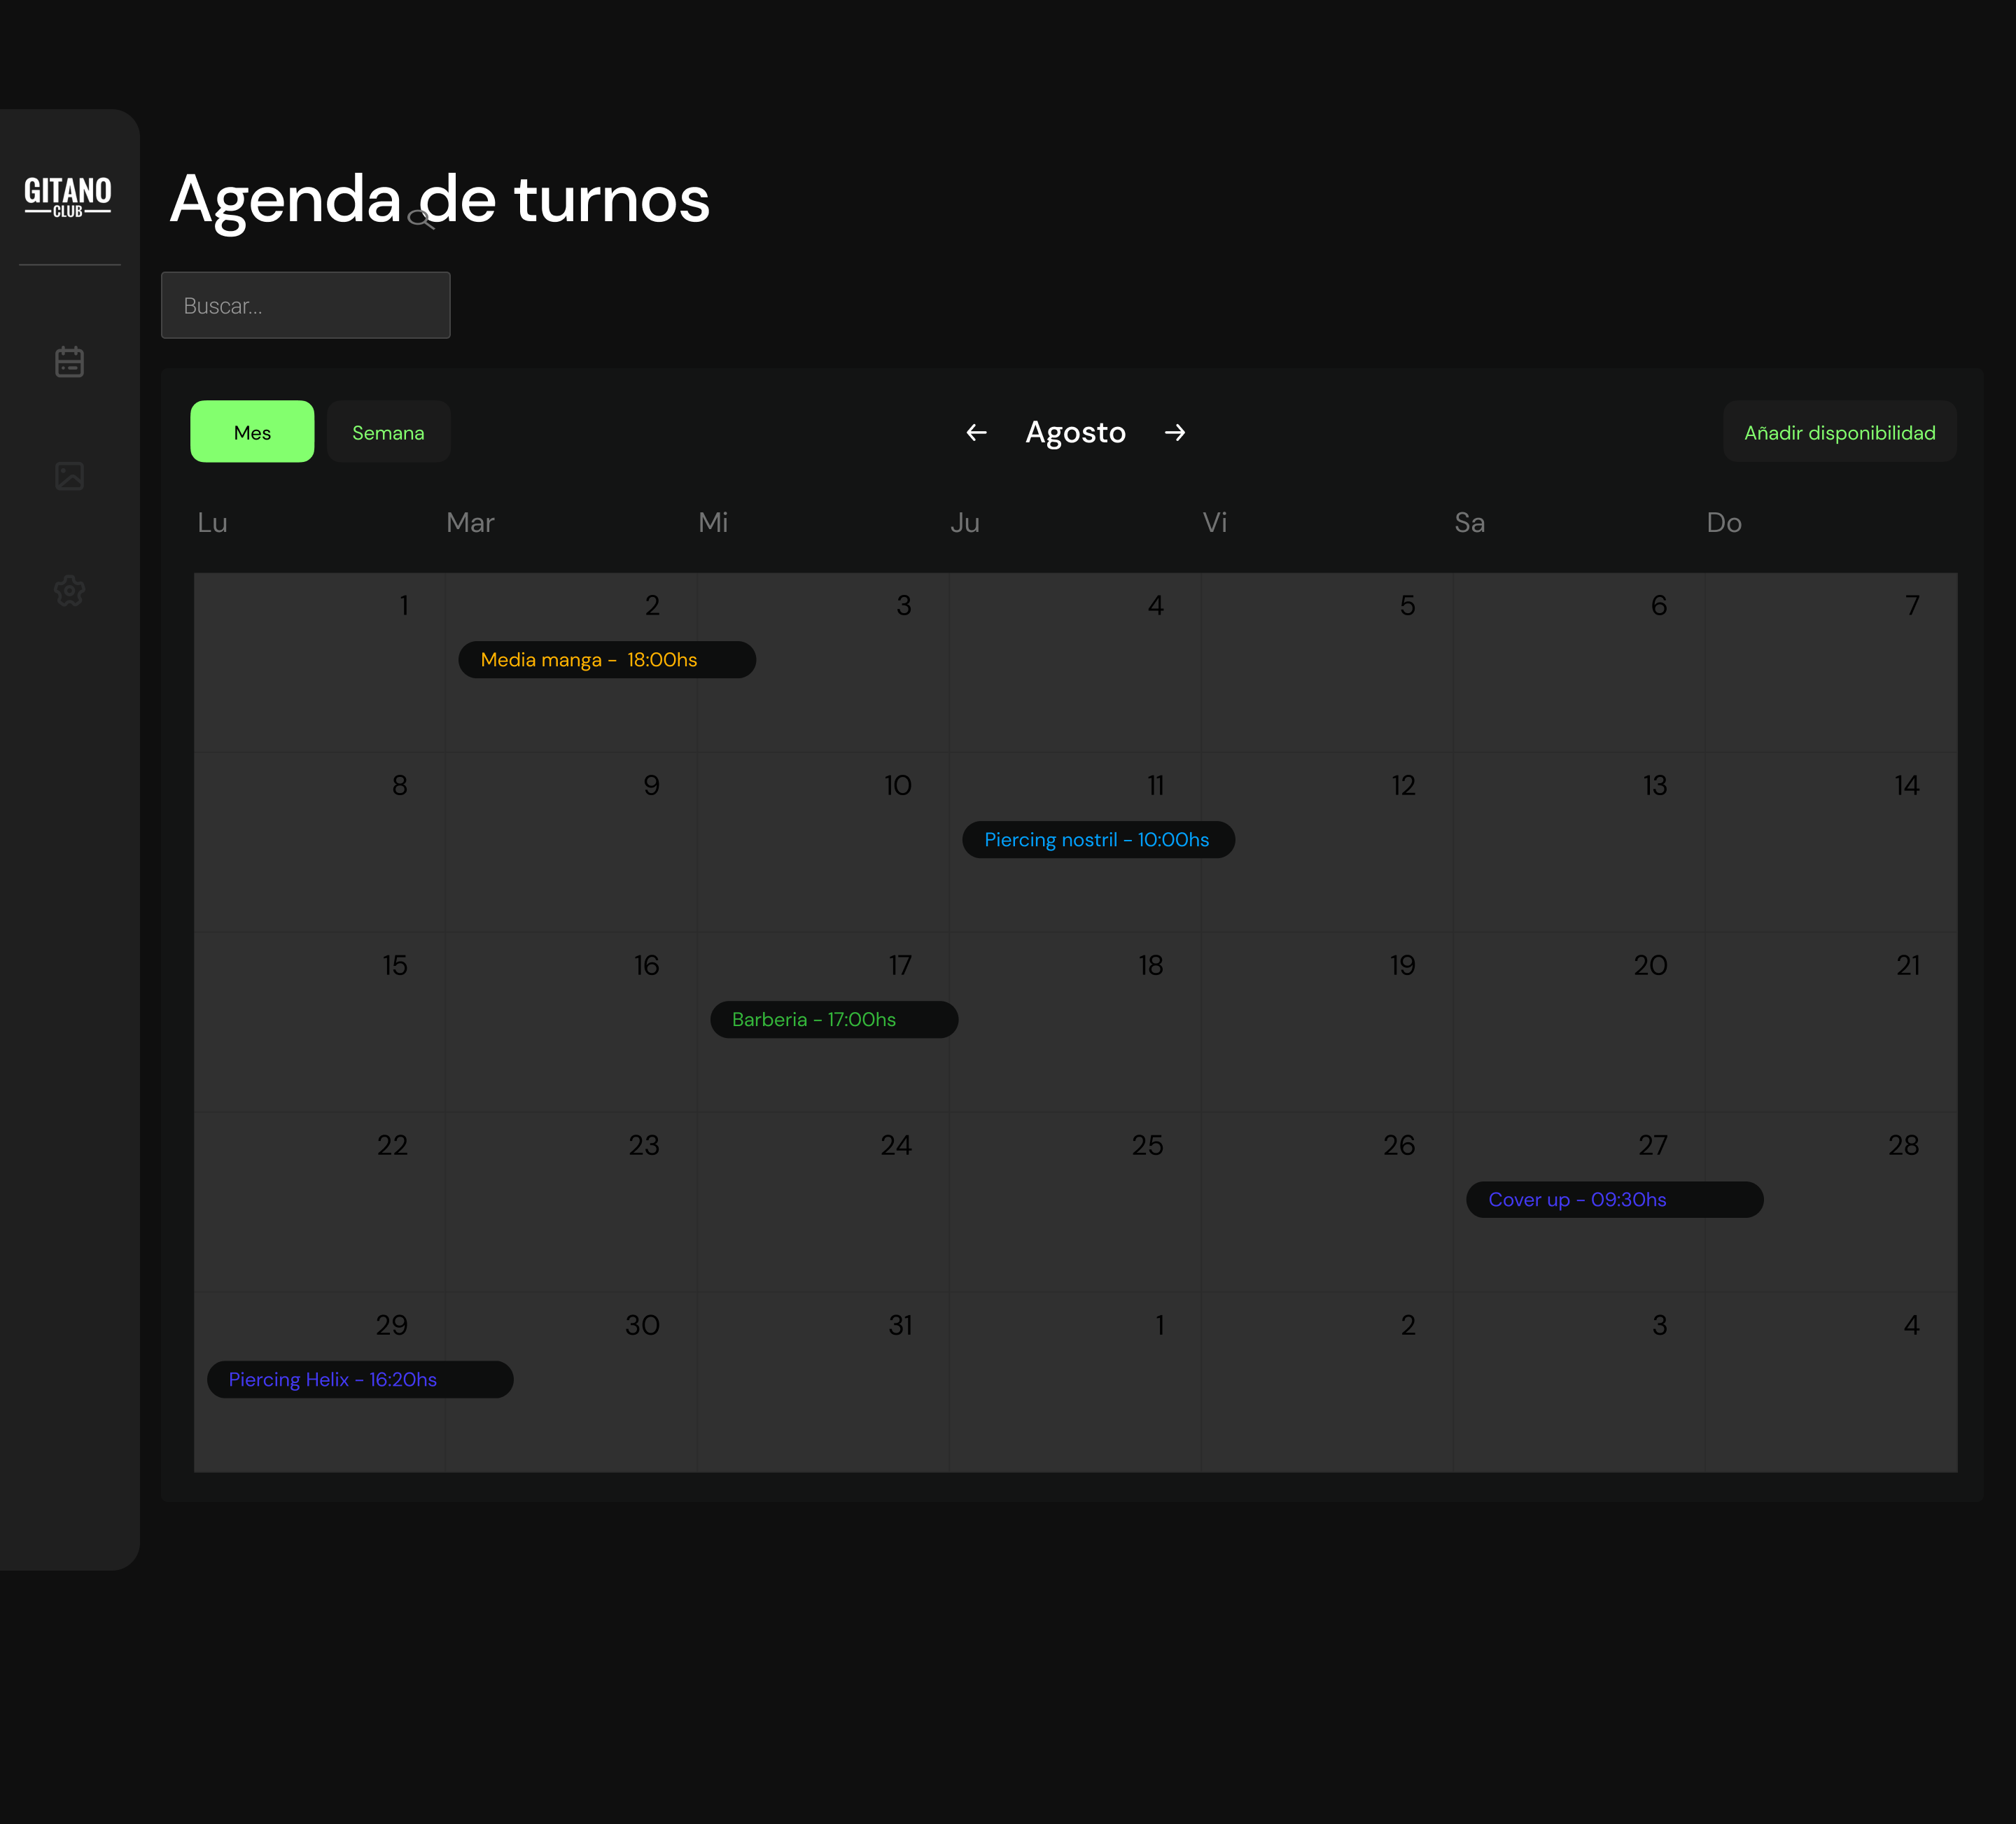 GITANO
CLUB
Agenda de turnos
Buscar...
Mes
Semana
Agosto
Añadir disponibilidad
Lu Mar Mi Ju Vi Sa Do
1 2 3 4 5 6 7
Media manga -  18:00hs
8 9 10 11 12 13 14
Piercing nostril - 10:00hs
15 16 17 18 19 20 21
Barberia - 17:00hs
22 23 24 25 26 27 28
Cover up - 09:30hs
29 30 31 1 2 3 4
Piercing Helix - 16:20hs